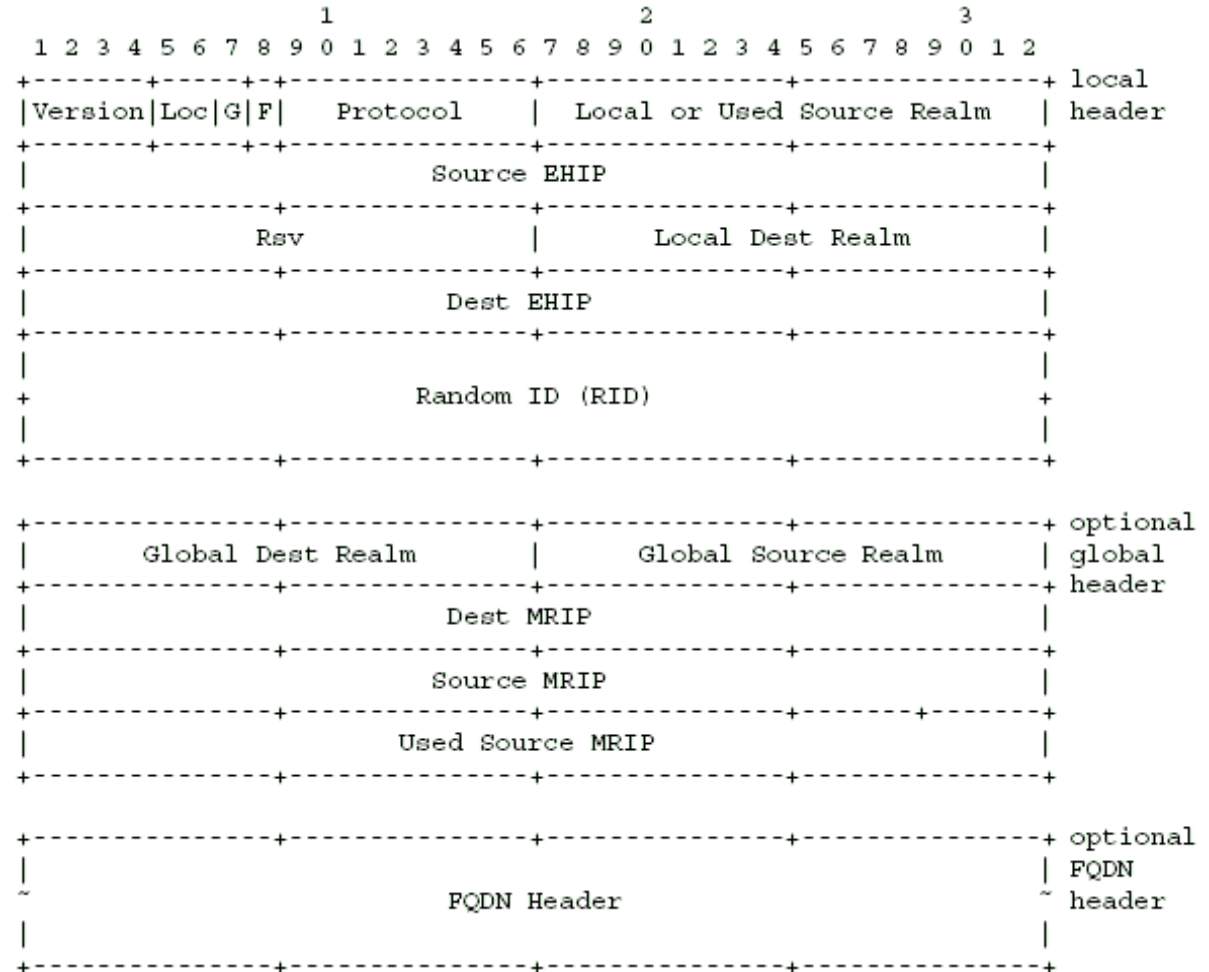 1 2 3
1 2 3 4 5 6 7 8 9 0 1 2 3 4 5 6 7 8 9 0 1 2 3 4 5 6 7 8 9 0 1 2
+-------+-----+-+---------------+---------------+---------------+ local
|Version|Loc|G|F| Protocol | Local or Used Source Realm | header
+-------+-----+-+---------------+---------------+---------------+
| Source EHIP |
+---------------+---------------+---------------+---------------+
| Rsv | Local Dest Realm |
+---------------+---------------+---------------+---------------+
| Dest EHIP |
+---------------+---------------+---------------+---------------+
| |
+ Random ID (RID) +
| |
+---------------+---------------+---------------+---------------+
+---------------+---------------+---------------+---------------+ optional
| Global Dest Realm | Global Source Realm | global
+---------------+---------------+---------------+---------------+ header
| Dest MRIP |
+---------------+---------------+---------------+---------------+
| Source MRIP |
+---------------+---------------+---------------+-------+-------+
| Used Source MRIP |
+---------------+---------------+---------------+---------------+
+---------------+---------------+---------------+---------------+ optional
| | FQDN
~ FQDN Header ~ header
| |
+---------------+---------------+---------------+---------------+